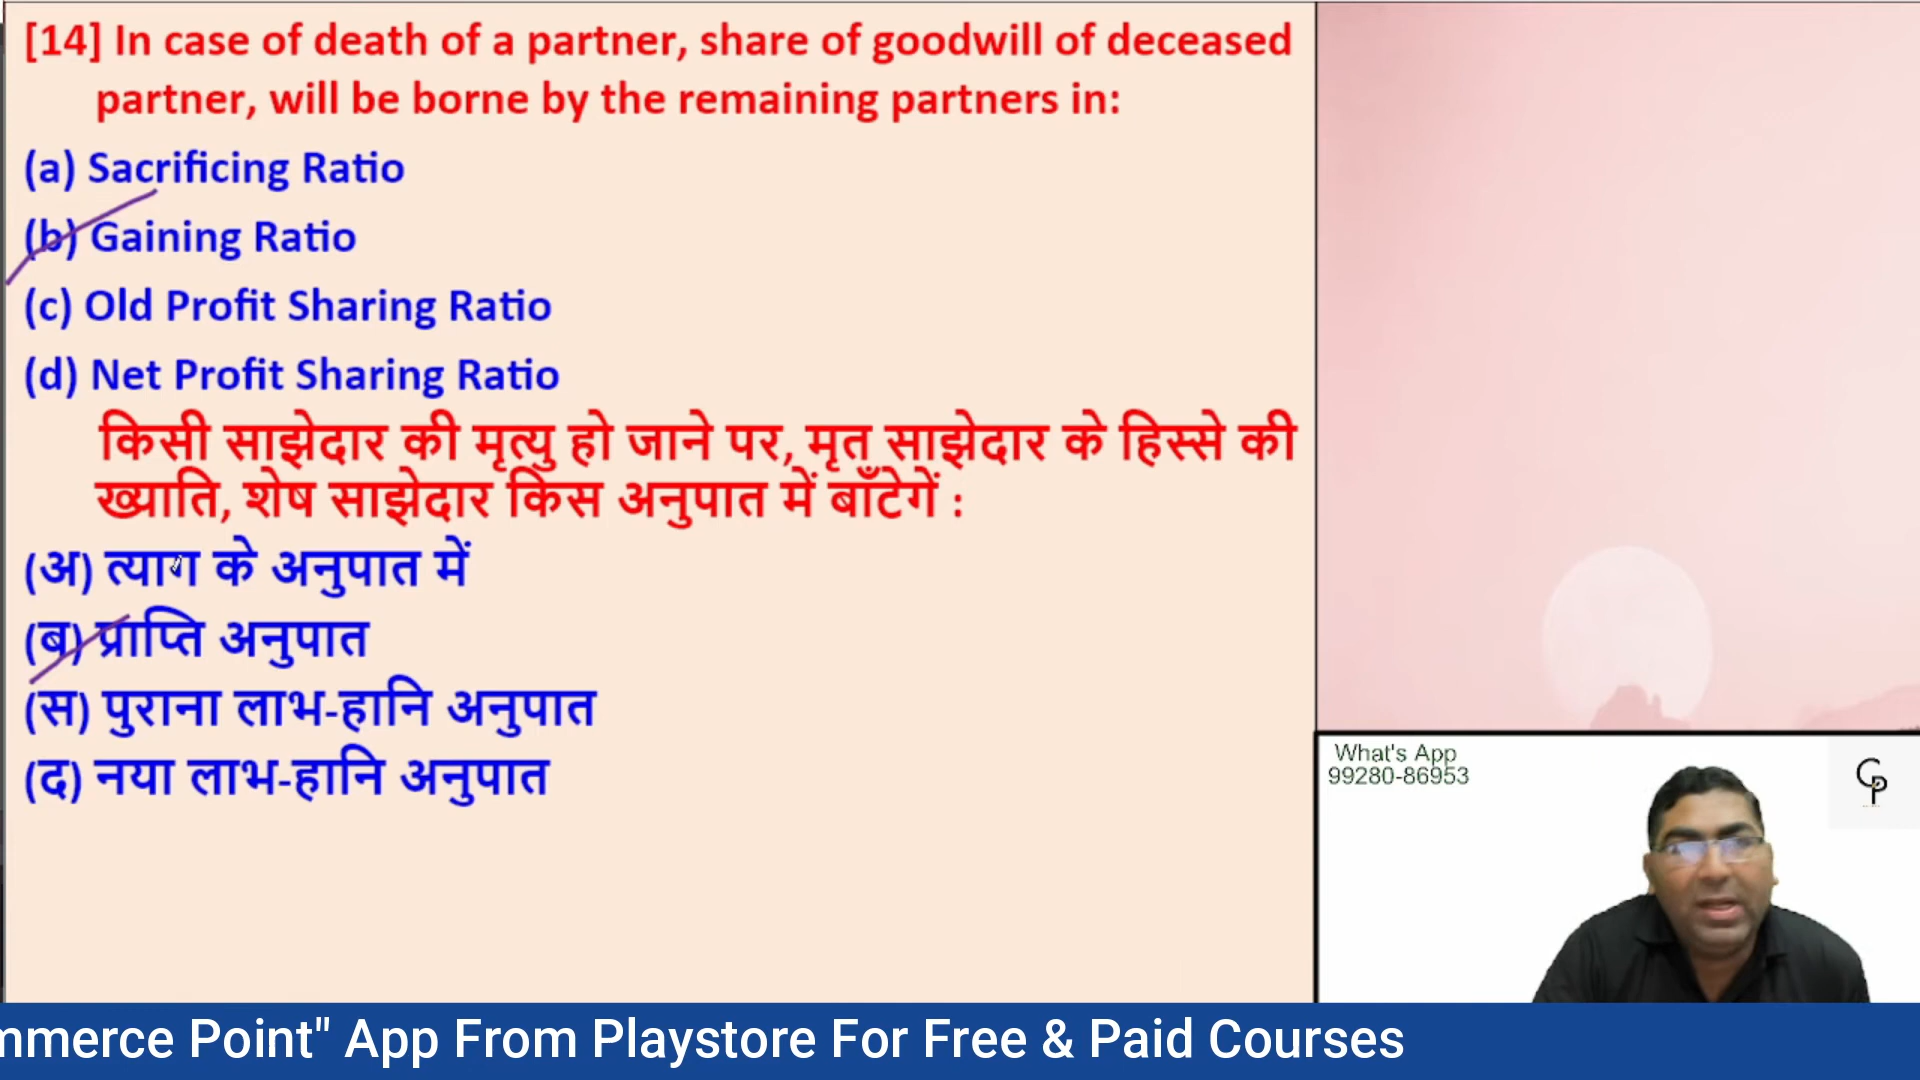 [14] In case of death of a partner, share of goodwill of deceased
partner, will be borne by the remaining partners in:
(a) Sacrificing Ratio
(b) Gaining Ratio
(c) Old Profit Sharing Ratio
(d) Net Profit Sharing Ratio
किसी साझेदार की मृत्यु हो जाने पर, मृत साझेदार के हिस्से की
ख्याति, शेष साझेदार किस अनुपात में बाँटेगें :
(अ) त्याग के अनुपात में
(ब) प्राप्ति अनुपात
(स) पुराना लाभ-हानि अनुपात
(द) नया लाभ-हानि अनुपात
What's App
99280-86953
CP
mmerce Point" App From Playstore For Free & Paid Courses